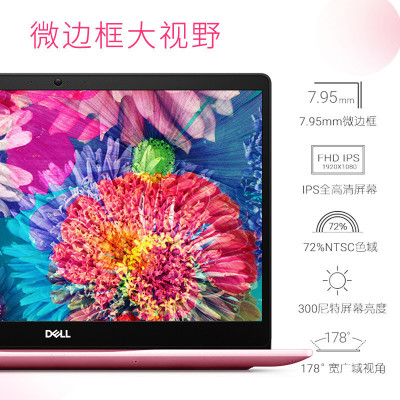 微边框大视野
7.95mm
7.95mm微边框
FHD IPS
1920X1080
IPS全高清屏幕
72%
72%NTSC色域
300尼特屏幕亮度
178°
178° 宽广域视角
DELL